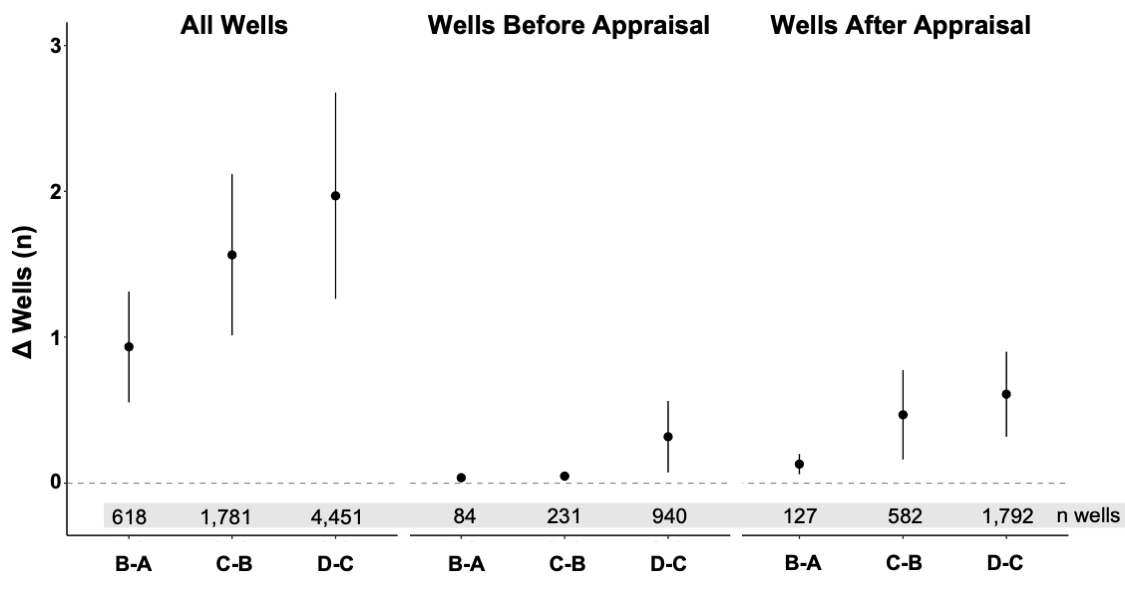 All Wells
Wells Before Appraisal
Wells After Appraisal
Δ Wells (n)
3
2
1
0
618 1,781 4,451 84 231 940 127 582 1,792 n wells
B-A C-B D-C B-A C-B D-C B-A C-B D-C